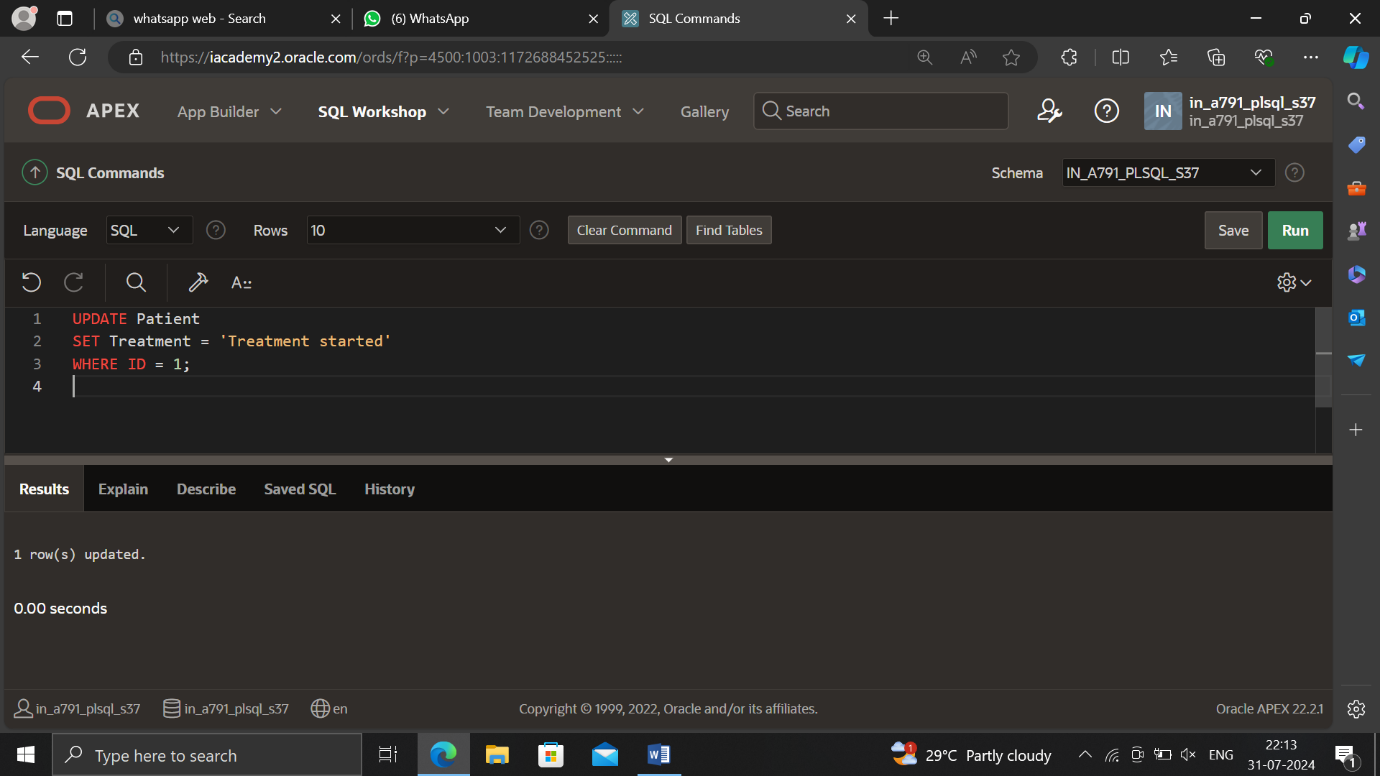 whatsapp web - Search
(6) WhatsApp
SQL Commands
https://iacademy2.oracle.com/ords/f?p=4500:1003:1172688452525:::::
APEX App Builder SQL Workshop Team Development Gallery Search IN in_a791_plsql_s37
in_a791_plsql_s37
SQL Commands Schema IN_A791_PLSQL_S37
Language SQL Rows 10 Clear Command Find Tables Save Run
A::
1 UPDATE Patient
2 SET Treatment = 'Treatment started'
3 WHERE ID = 1;
4
Results Explain Describe Saved SQL History
1 row(s) updated.
0.00 seconds
in_a791_plsql_s37 in_a791_plsql_s37 en Copyright © 1999, 2022, Oracle and/or its affiliates. Oracle APEX 22.2.1
Type here to search 1 29°C Partly cloudy ENG 22:13
31-07-2024 1